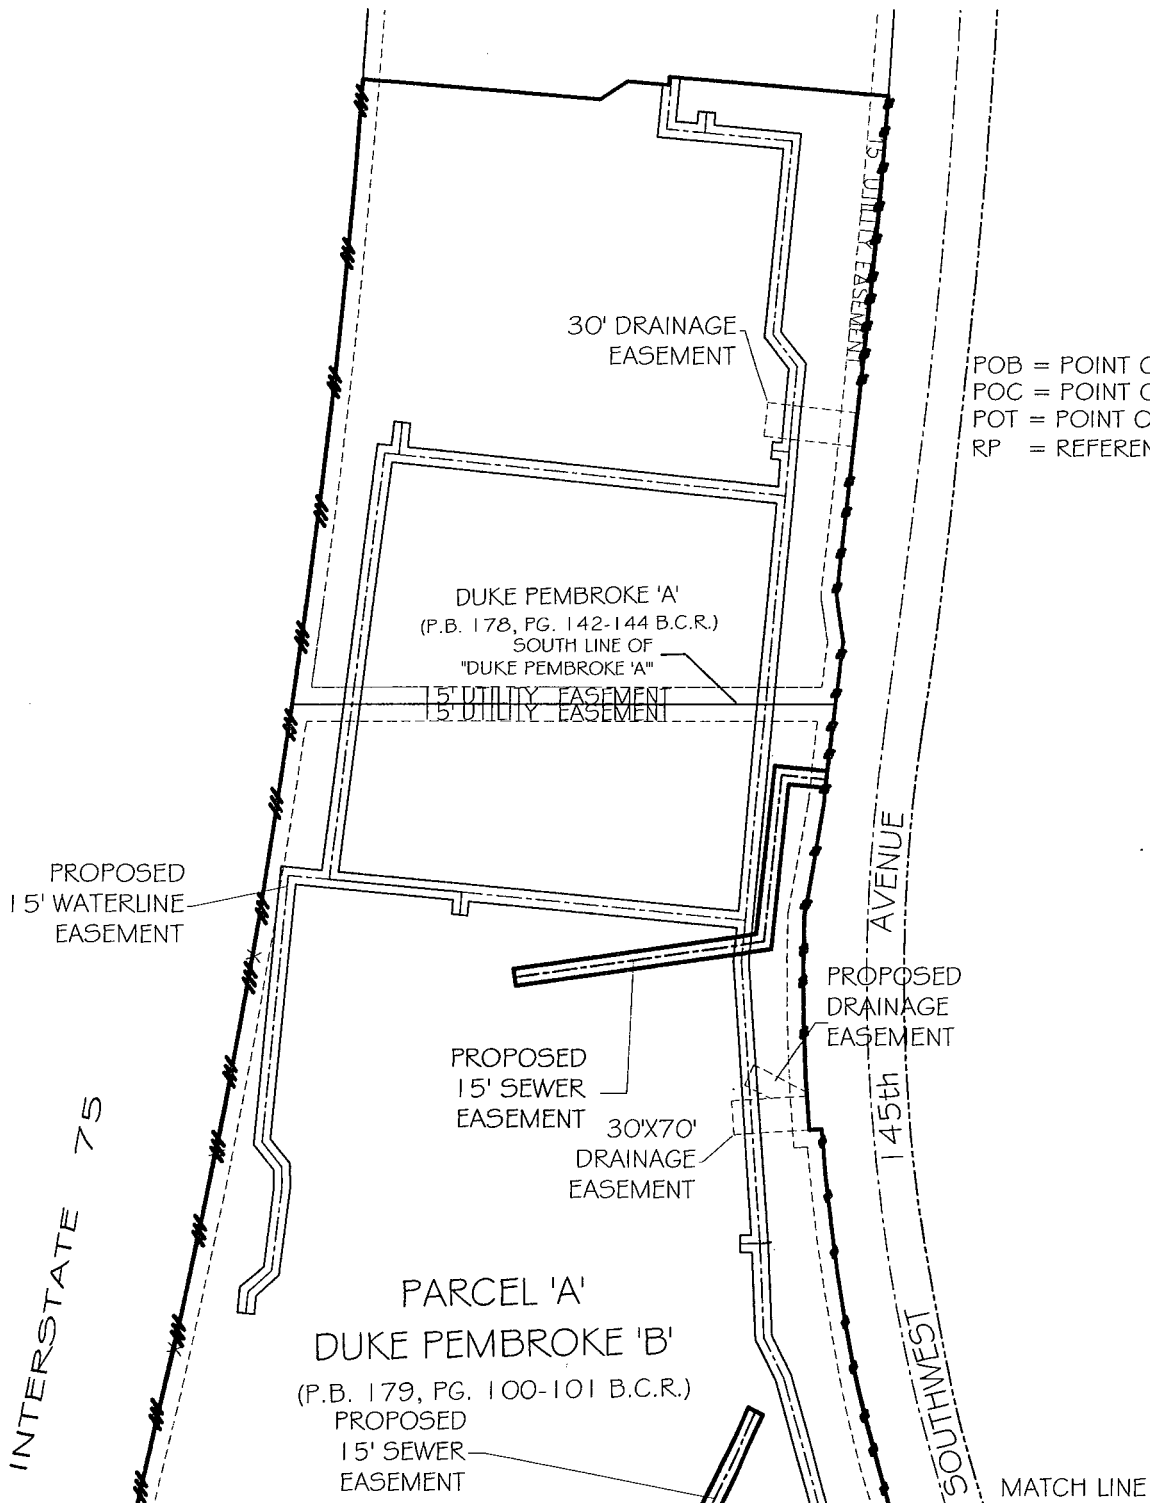 15' UTILITY EASEMENT
30' DRAINAGE
EASEMENT
POB = POINT O
POC = POINT O
POT = POINT O
RP = REFEREN
DUKE PEMBROKE 'A'
(P.B. 178, PG. 142-144 B.C.R.)
SOUTH LINE OF
"DUKE PEMBROKE 'A'"
15' UTILITY EASEMENT
15' UTILITY EASEMENT
PROPOSED
15' WATERLINE
EASEMENT
PROPOSED
DRAINAGE
EASEMENT
PROPOSED
15' SEWER
EASEMENT
30'X70'
DRAINAGE
EASEMENT
INTERSTATE 75
SOUTHWEST 145th AVENUE
PARCEL 'A'
DUKE PEMBROKE 'B'
(P.B. 179, PG. 100-101 B.C.R.)
PROPOSED
15' SEWER
EASEMENT
MATCH LINE